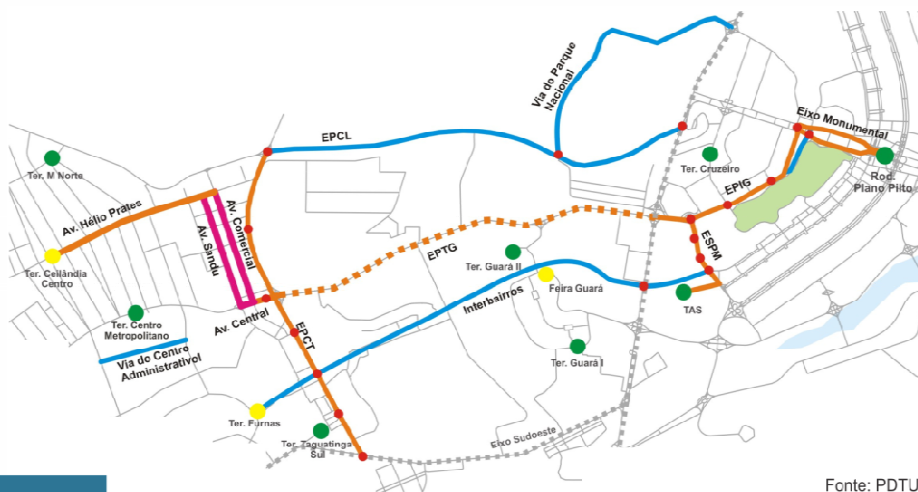 Via do Parque
Nacional
Eixo Monumental
EPCL
Ter. M Norte
Ter. Cruzeiro
Rod.
Plano Pilto
EPIG
Av. Hélio Prates
Av. Comercial
Av. Sandu
ESPM
EPTG
Ter. Ceilândia
Centro
Ter. Guará II
Feira Guará
TAS
Interbairros
Av. Central
Ter. Centro
Metropolitano
EPCT
Via do Centro
Administrativol
Ter. Guará I
Ter. Furnas
Ter. Taguatinga
Sul
Eixo Sudoeste
Fonte: PDTU